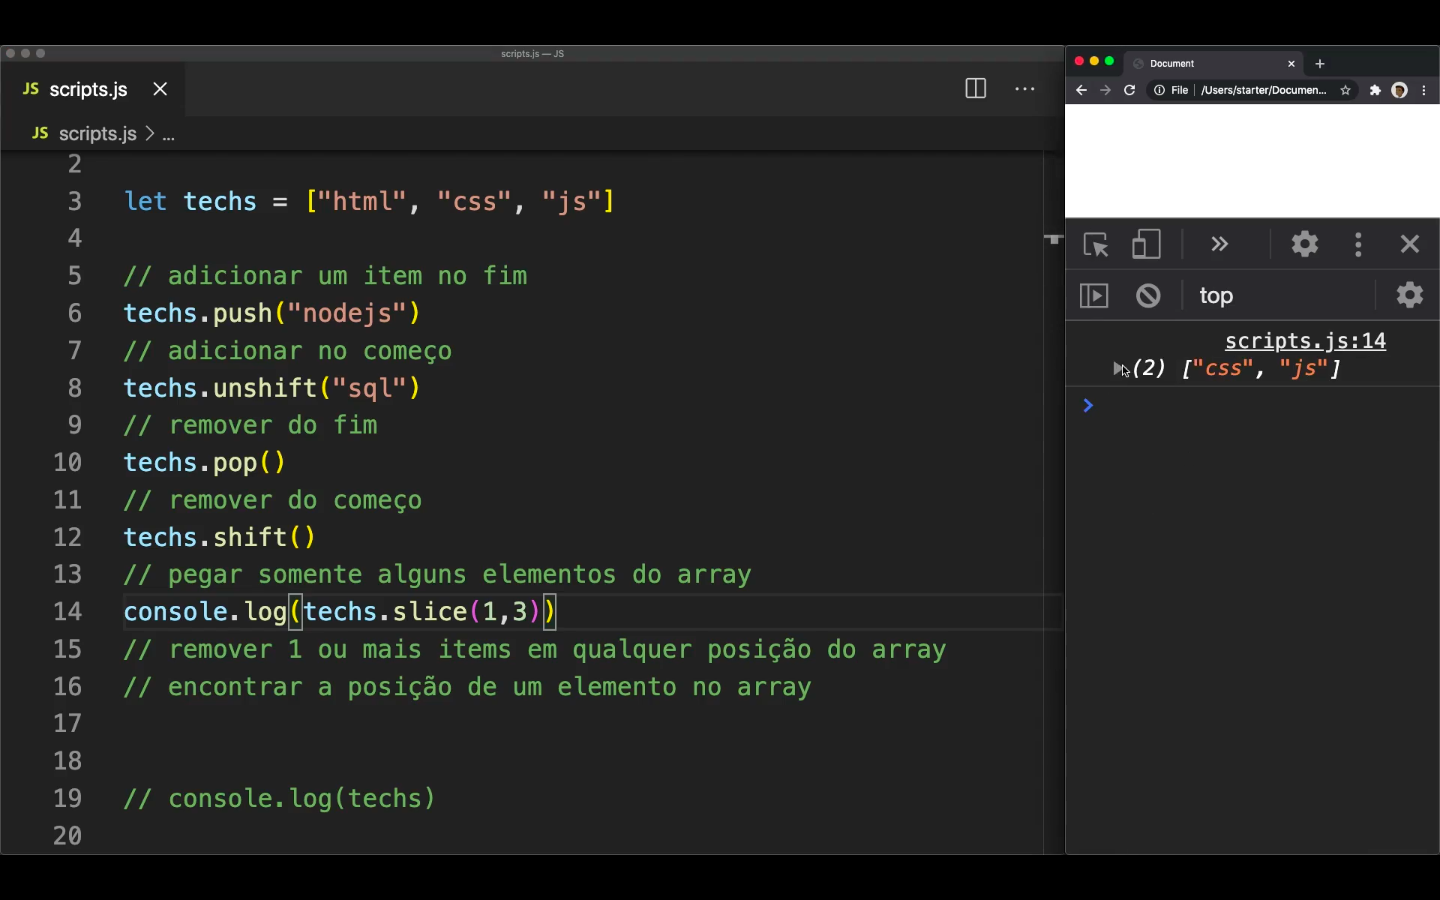 scripts.js — JS
JS scripts.js
JS scripts.js > ...
2
3 let techs = ["html", "css", "js"]
4
5 // adicionar um item no fim
6 techs.push("nodejs")
7 // adicionar no começo
8 techs.unshift("sql")
9 // remover do fim
10 techs.pop()
11 // remover do começo
12 techs.shift()
13 // pegar somente alguns elementos do array
14 console.log(techs.slice(1,3))
15 // remover 1 ou mais items em qualquer posição do array
16 // encontrar a posição de um elemento no array
17
18
19 // console.log(techs)
20
Document
File | /Users/starter/Documen...
top
scripts.js:14
(2) ["css", "js"]